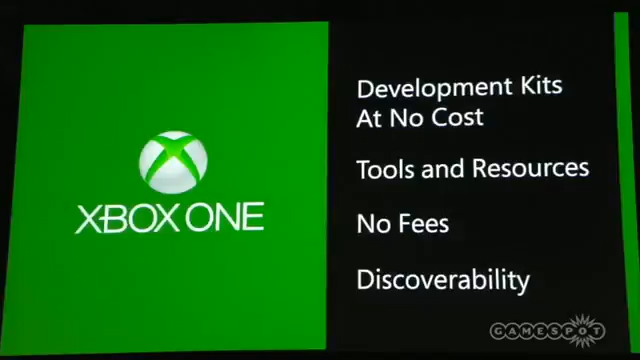 XBOX ONE
Development Kits
At No Cost
Tools and Resources
No Fees
Discoverability
GAMESPOT